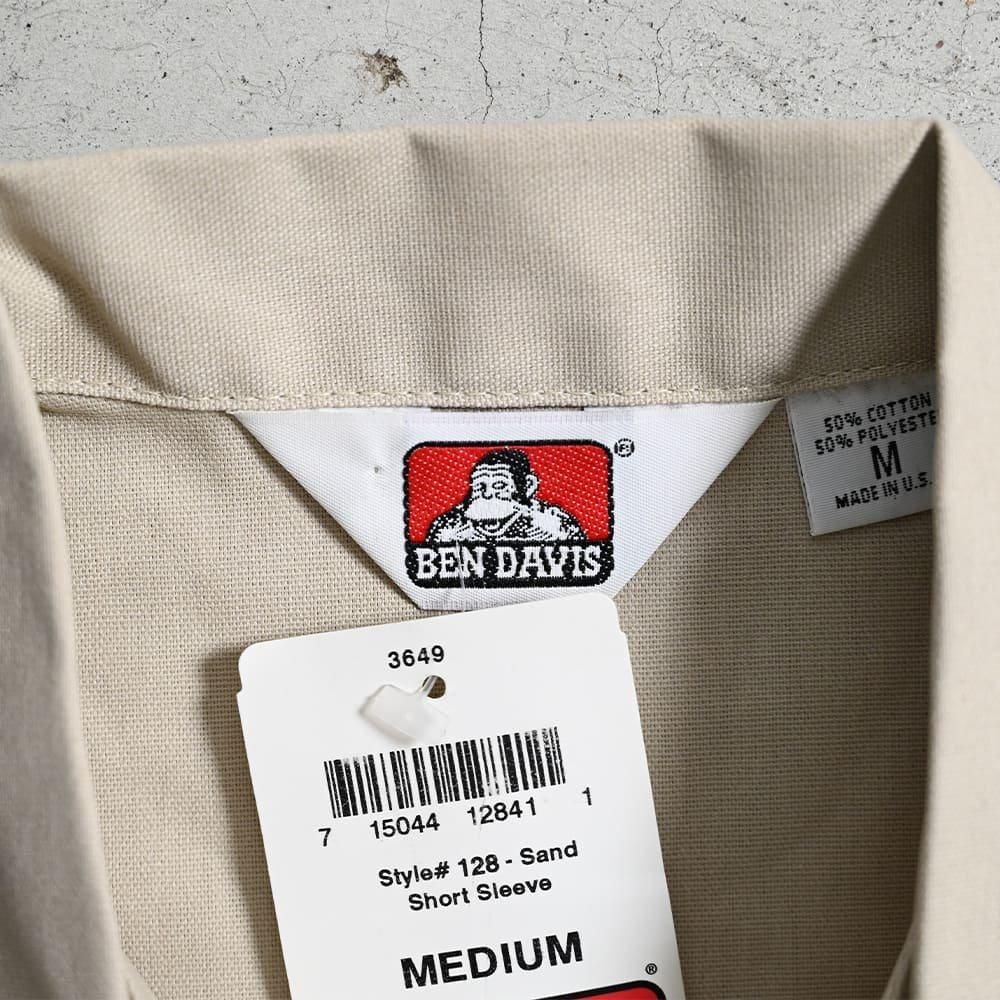 ®
BEN DAVIS
50% COTTON
50% POLYESTE
M
MADE IN U.S.
3649
7 15044 12841 1
Style# 128 - Sand
Short Sleeve
MEDIUM
®